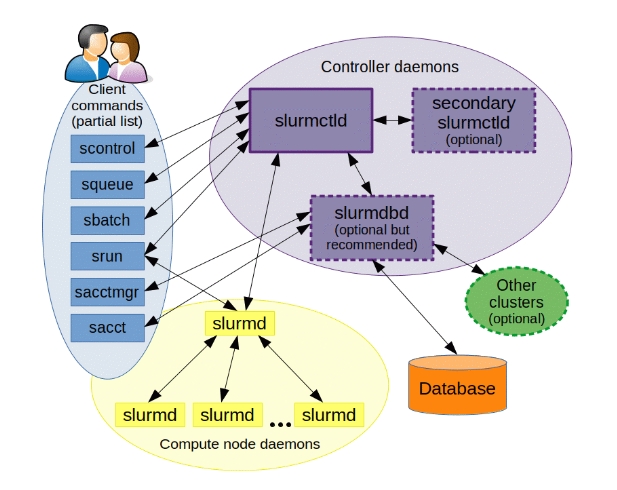 Controller daemons
Client
commands
(partial list)
slurmctld
secondary
slurmctld
(optional)
scontrol
squeue
sbatch
srun
sacctmgr
sacct
slurmdbd
(optional but
recommended)
Other
clusters
(optional)
slurmd
Database
slurmd
slurmd
...
slurmd
Compute node daemons